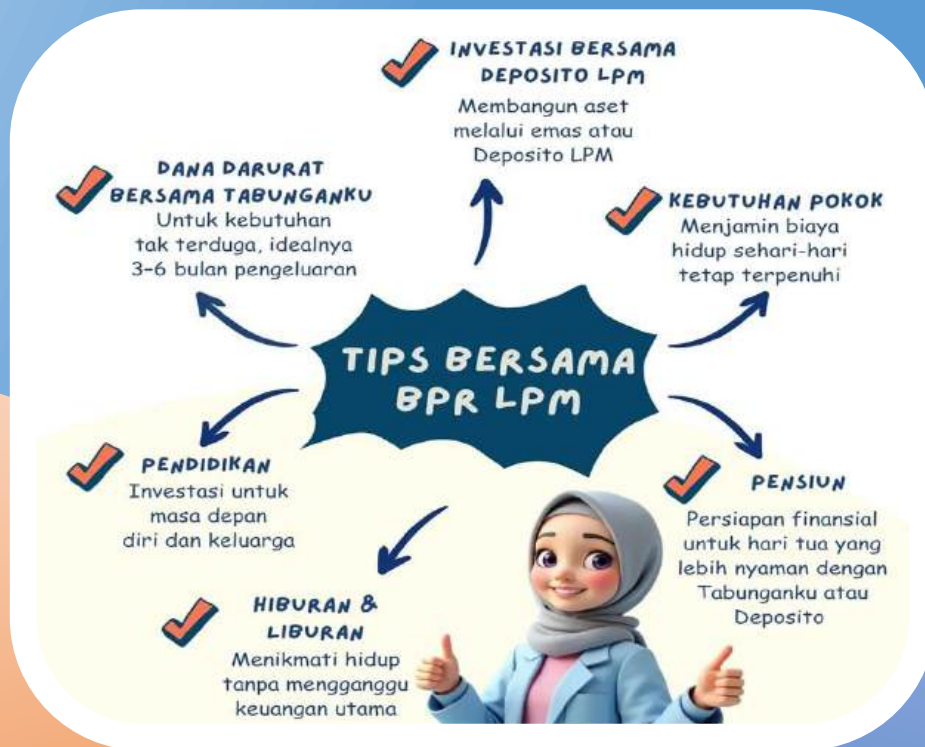 INVESTASI BERSAMA
DEPOSITO LPM
Membangun aset
melalui emas atau
Deposito LPM
DANA DARURAT
BERSAMA TABUNGANKU
Untuk kebutuhan
tak terduga, idealnya
3–6 bulan pengeluaran
KEBUTUHAN POKOK
Menjamin biaya
hidup sehari-hari
tetap terpenuhi
TIPS BERSAMA
BPR LPM
PENDIDIKAN
Investasi untuk
masa depan
diri dan keluarga
PENSIUN
Persiapan finansial
untuk hari tua yang
lebih nyaman dengan
Tabunganku atau
Deposito
HIBURAN &
LIBURAN
Menikmati hidup
tanpa mengganggu
keuangan utama